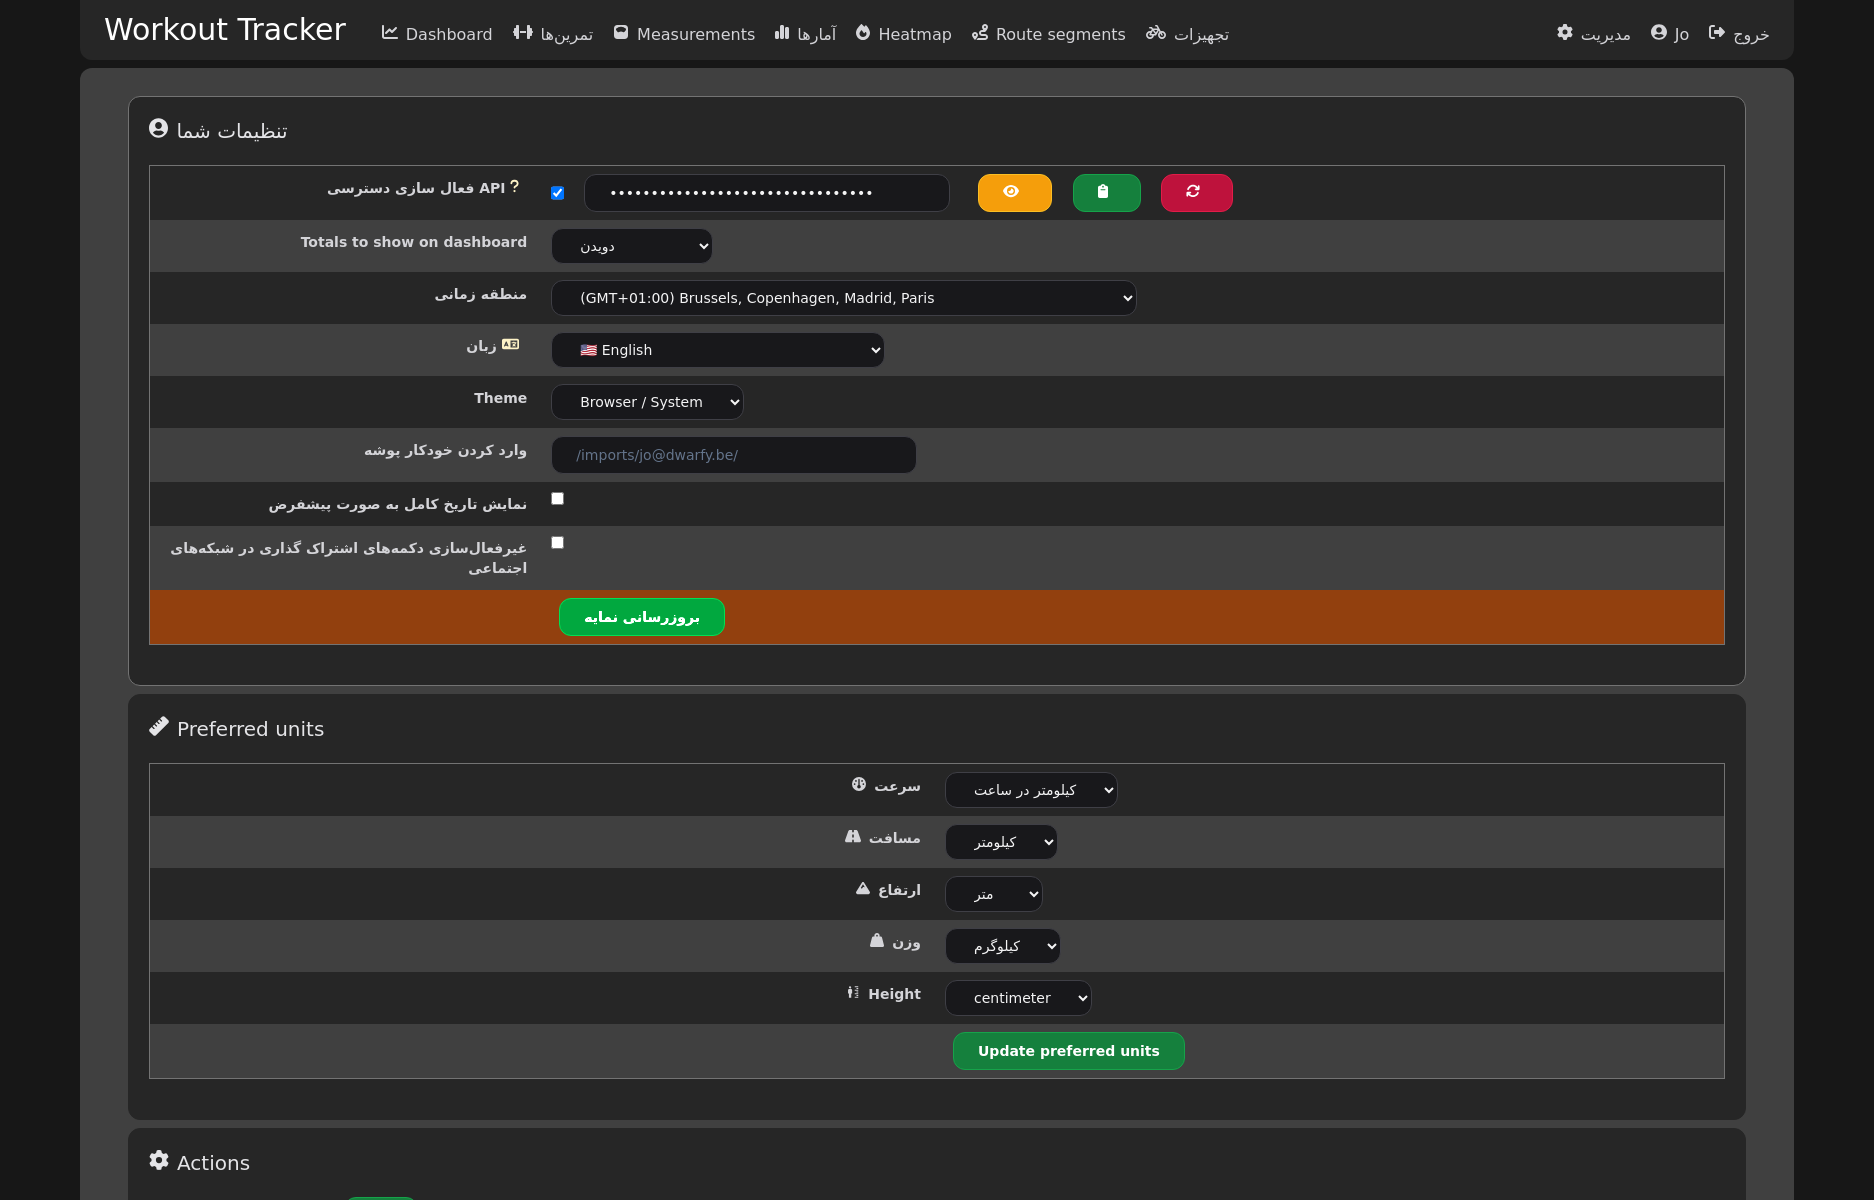 Workout Tracker Dashboard تمرین‌ها Measurements آمارها Heatmap Route segments تجهیزات مدیریت Jo خروج
تنظیمات شما
فعال سازی دسترسی API ••••••••••••••••••••••••••••••••
Totals to show on dashboard دویدن
منطقه زمانی (GMT+01:00) Brussels, Copenhagen, Madrid, Paris
زبان 🇺🇸 English
Theme Browser / System
وارد کردن خودکار پوشه /imports/jo@dwarfy.be/
نمایش تاریخ کامل به صورت پیشفرض
غیرفعال‌سازی دکمه‌های اشتراک گذاری در شبکه‌های
اجتماعی
بروزرسانی نمایه
Preferred units
سرعت کیلومتر در ساعت
مسافت کیلومتر
ارتفاع متر
وزن کیلوگرم
Height centimeter
Update preferred units
Actions